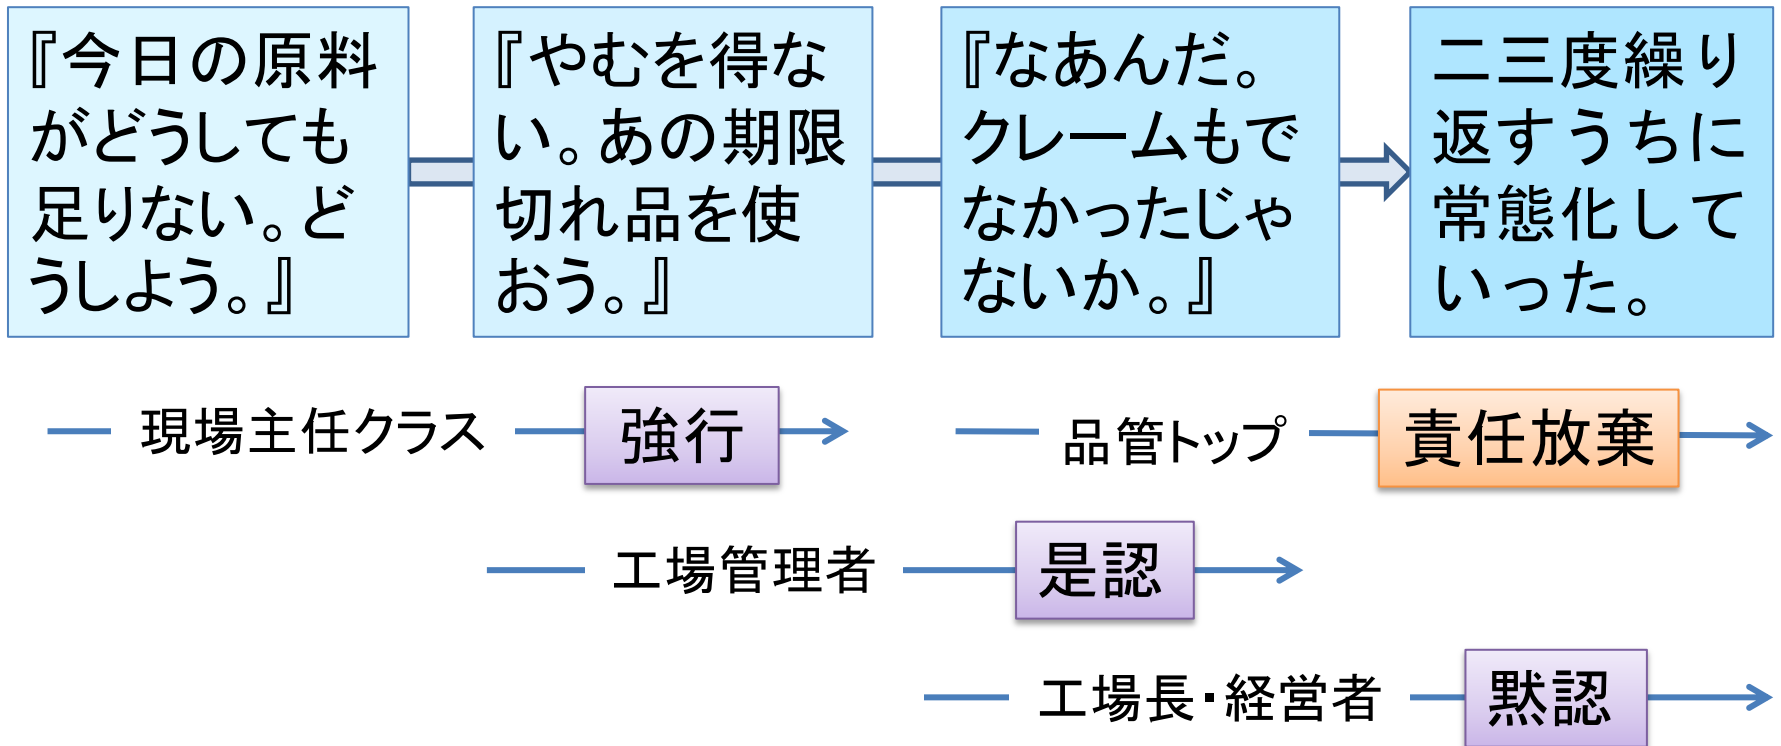 『今日の原料
がどうしても
足りない。ど
うしよう。』
『やむを得な
い。あの期限
切れ品を使
おう。』
『なあんだ。
クレームもで
なかったじゃ
ないか。』
二三度繰り
返すうちに
常態化して
いった。
現場主任クラス
強行
品管トップ
責任放棄
工場管理者
是認
工場長・経営者
黙認